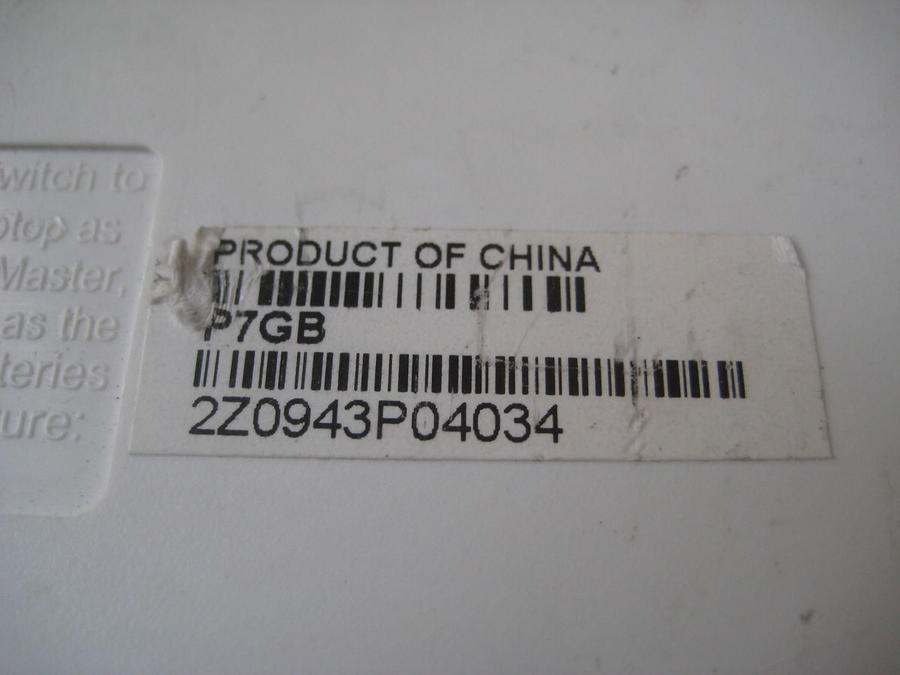 witch to
ptop as
Master,
as the
teries
ure:
PRODUCT OF CHINA
P7GB
2Z0943P04034